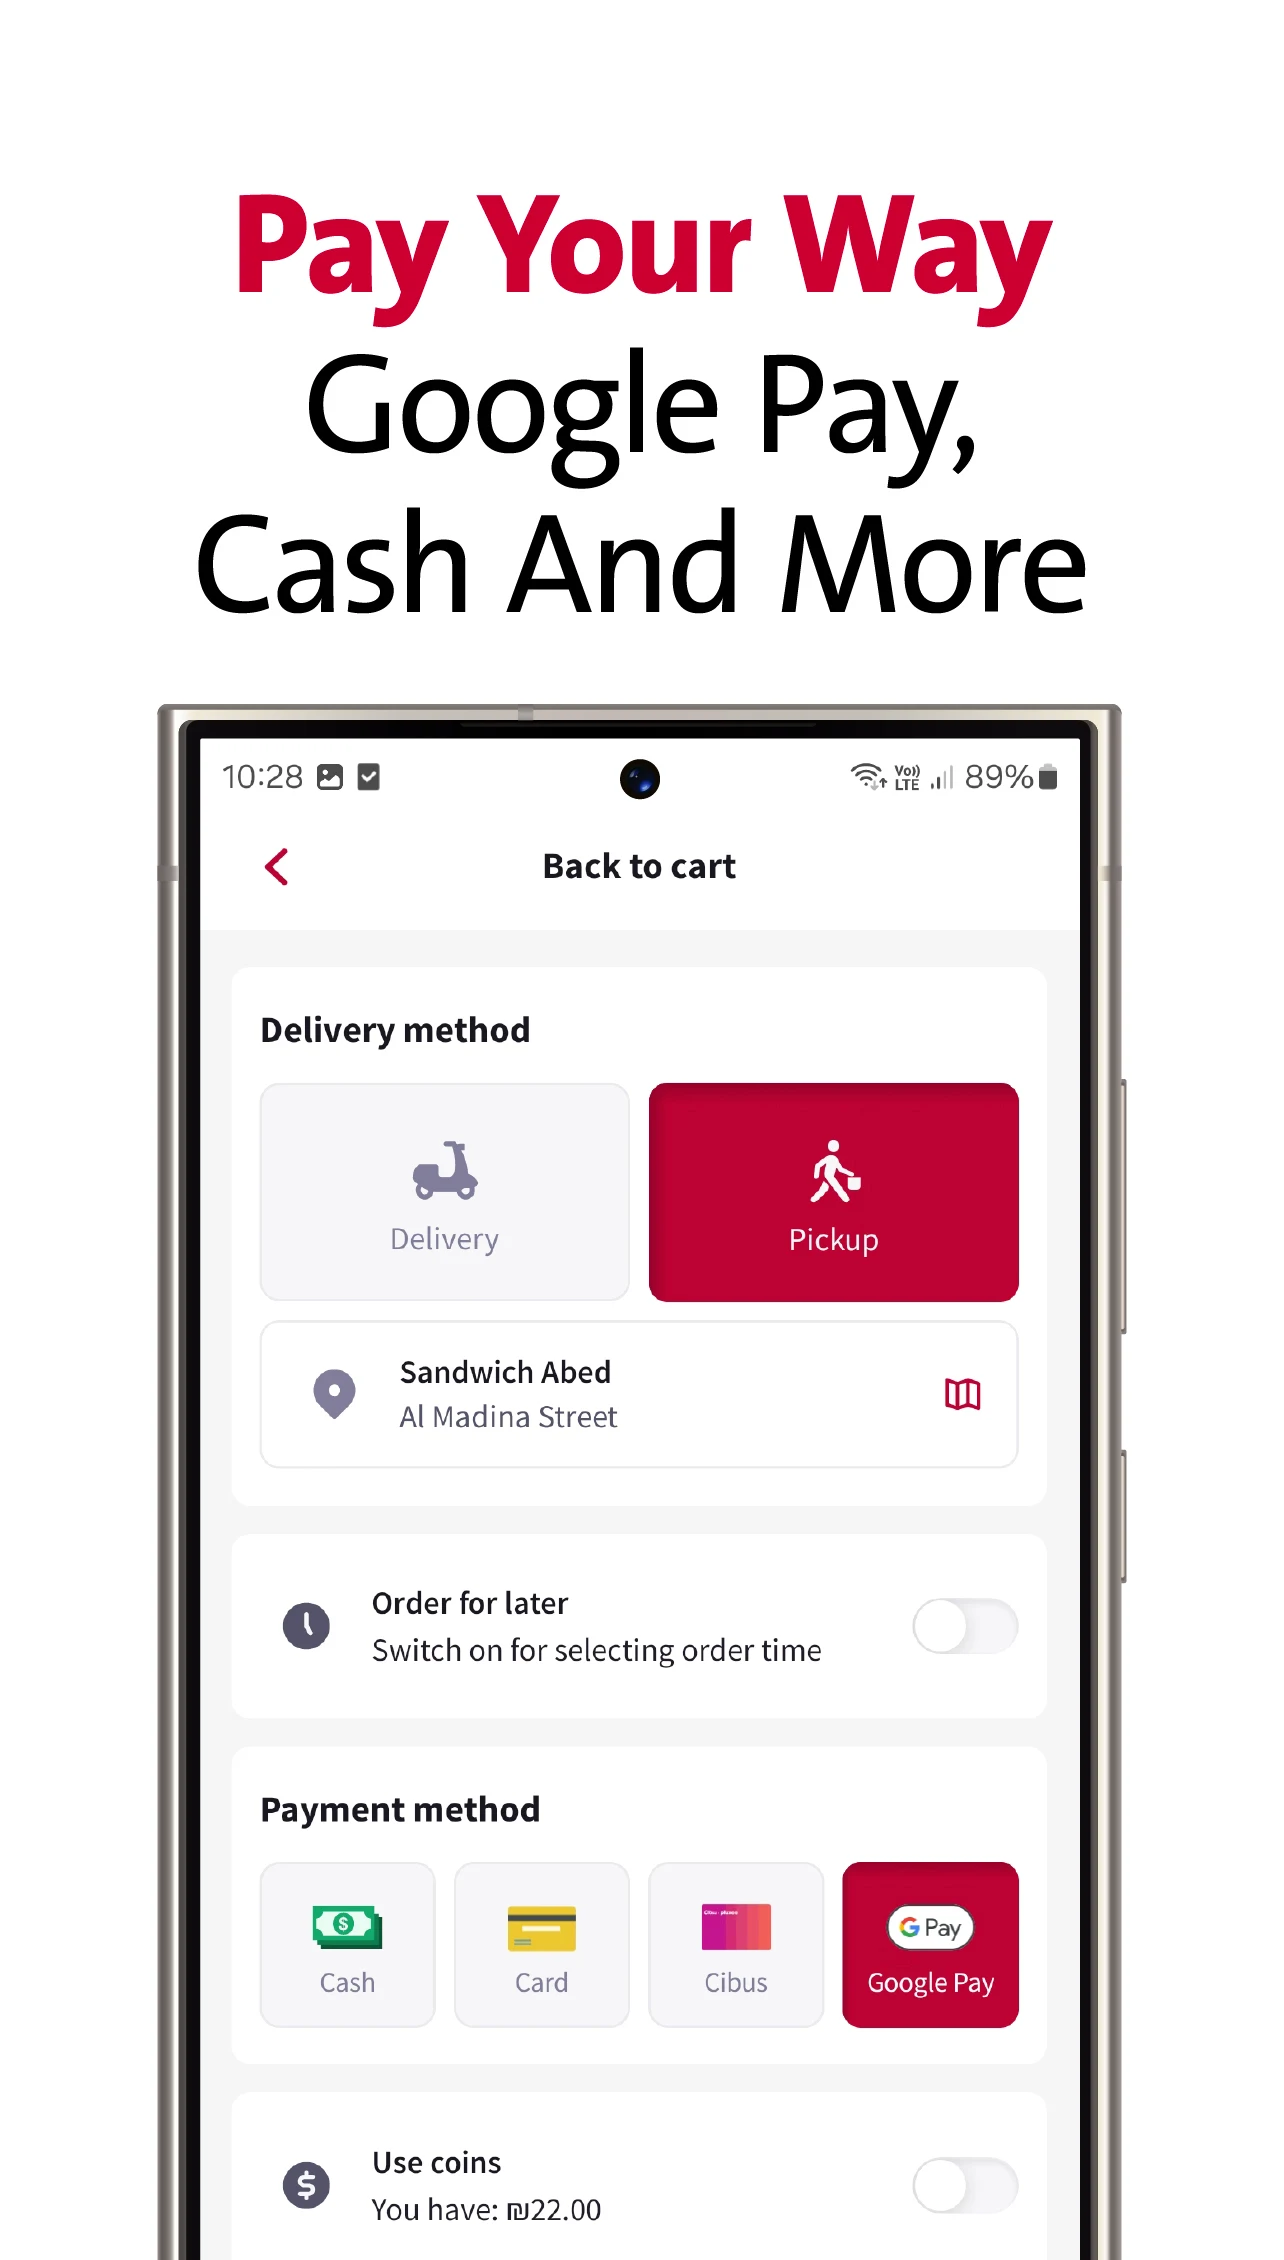 Pay Your Way
Google Pay,
Cash And More
10:28
Vo))
LTE
89%
Back to cart
Delivery method
Delivery
Pickup
Sandwich Abed
Al Madina Street
Order for later
Switch on for selecting order time
Payment method
G Pay
Cash
Card
Cibus
Google Pay
Use coins
You have: ₪22.00